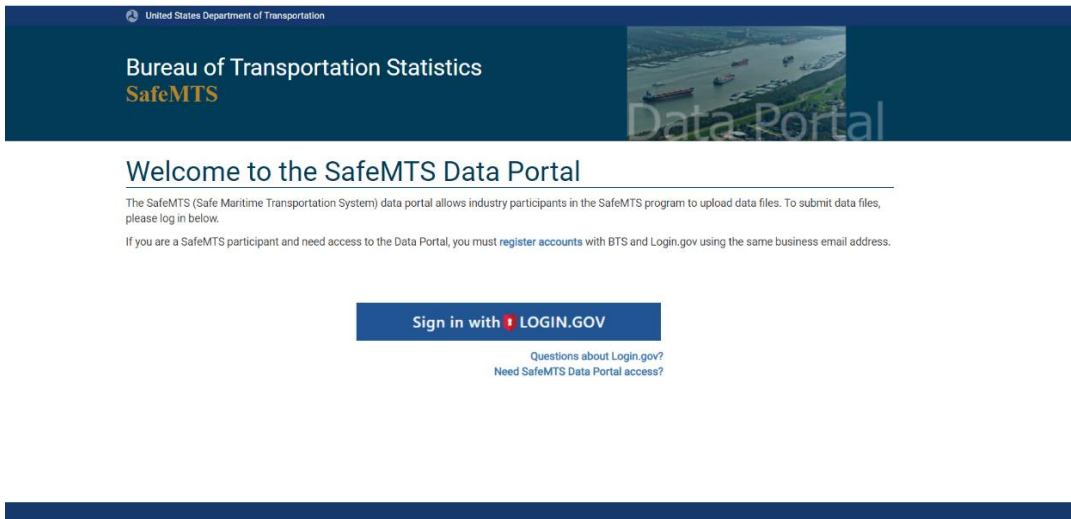 United States Department of Transportation
Bureau of Transportation Statistics
SafeMTS
Data Portal
Welcome to the SafeMTS Data Portal
The SafeMTS (Safe Maritime Transportation System) data portal allows industry participants in the SafeMTS program to upload data files. To submit data files,
please log in below.
If you are a SafeMTS participant and need access to the Data Portal, you must register accounts with BTS and Login.gov using the same business email address.
Sign in with LOGIN.GOV
Questions about Login.gov?
Need SafeMTS Data Portal access?